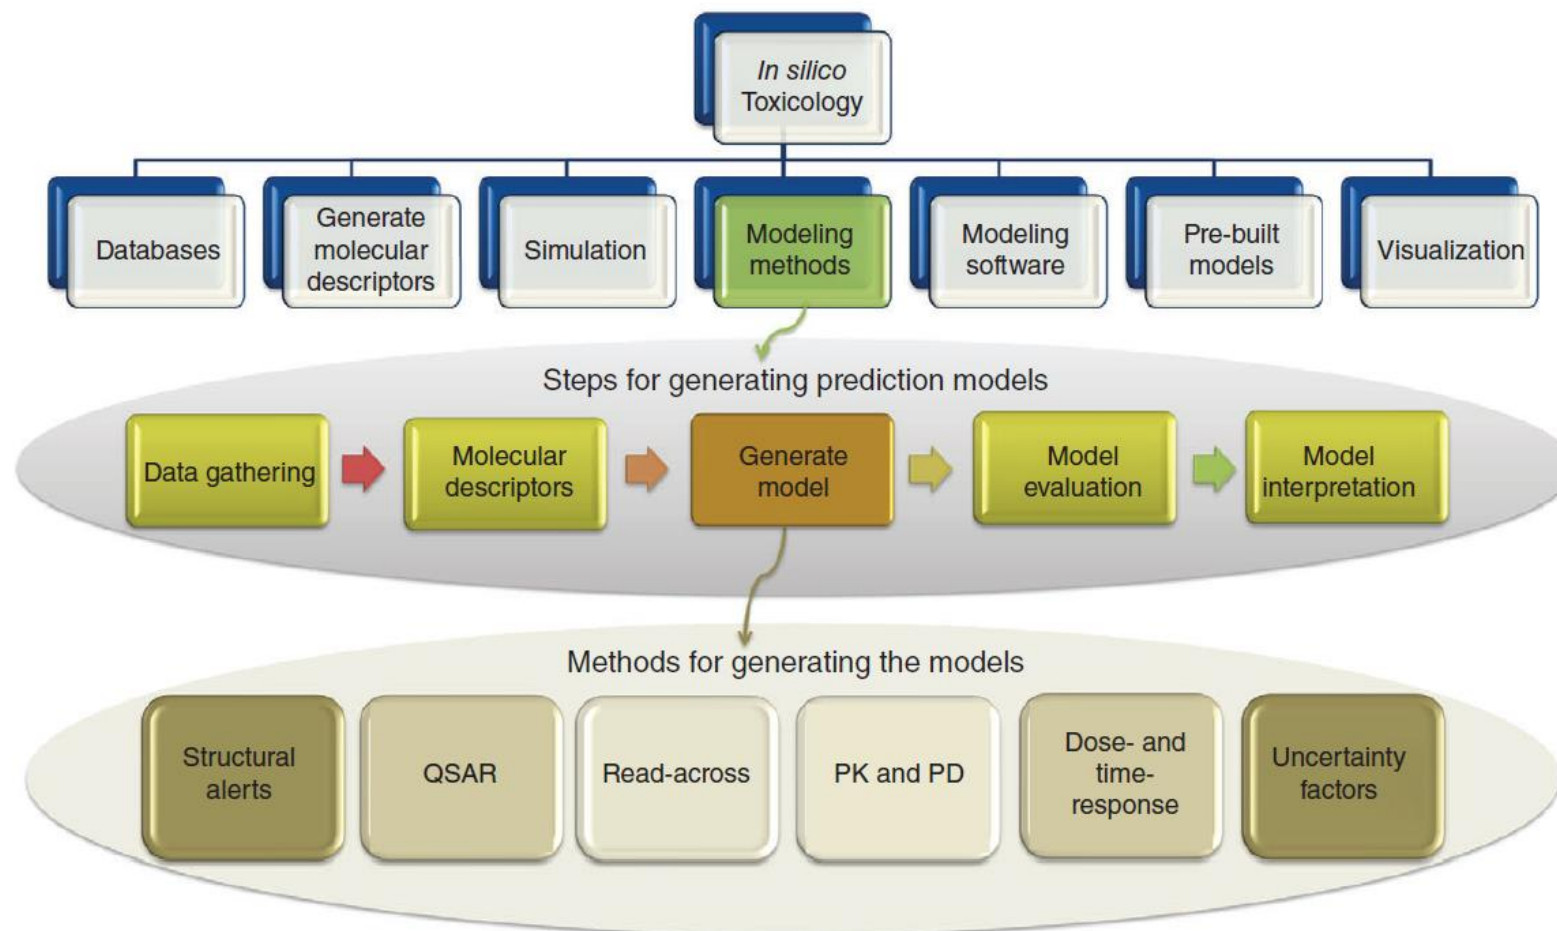 In silico
Toxicology
Databases
Generate
molecular
descriptors
Simulation
Modeling
methods
Modeling
software
Pre-built
models
Visualization
Steps for generating prediction models
Data gathering
Molecular
descriptors
Generate
model
Model
evaluation
Model
interpretation
Methods for generating the models
Structural
alerts
QSAR
Read-across
PK and PD
Dose- and
time-
response
Uncertainty
factors